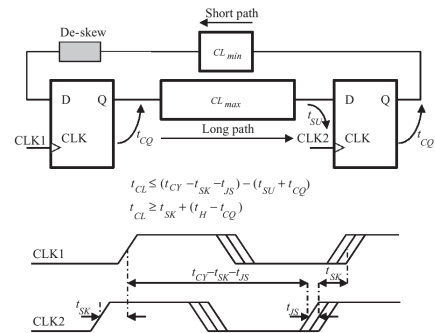 Short path
De-skew
CL_min
D Q
CL_max
t_SU
D Q
CLK1
CLK
t_CQ
Long path
CLK2
CLK
t_CQ
t_CL ≤ (t_CY − t_SK − t_JS) − (t_SU + t_CQ)
t_CL ≥ t_SK + (t_H − t_CQ)
CLK1
t_CY − t_SK − t_JS
t_SK
t_SK
t_JS
CLK2